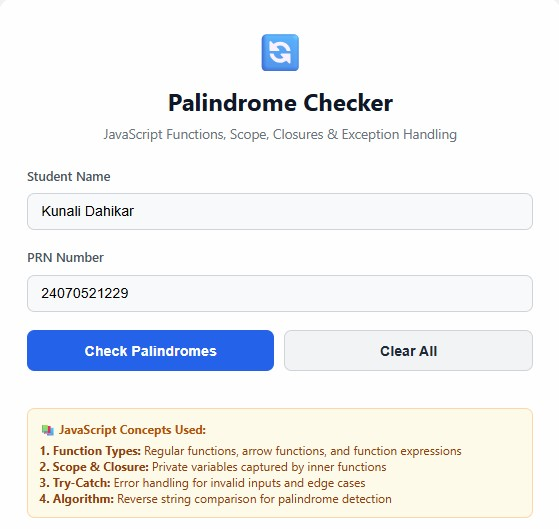 Palindrome Checker
JavaScript Functions, Scope, Closures & Exception Handling
Student Name
Kunali Dahikar
PRN Number
24070521229
Check Palindromes
Clear All
JavaScript Concepts Used:
1. Function Types: Regular functions, arrow functions, and function expressions
2. Scope & Closure: Private variables captured by inner functions
3. Try-Catch: Error handling for invalid inputs and edge cases
4. Algorithm: Reverse string comparison for palindrome detection